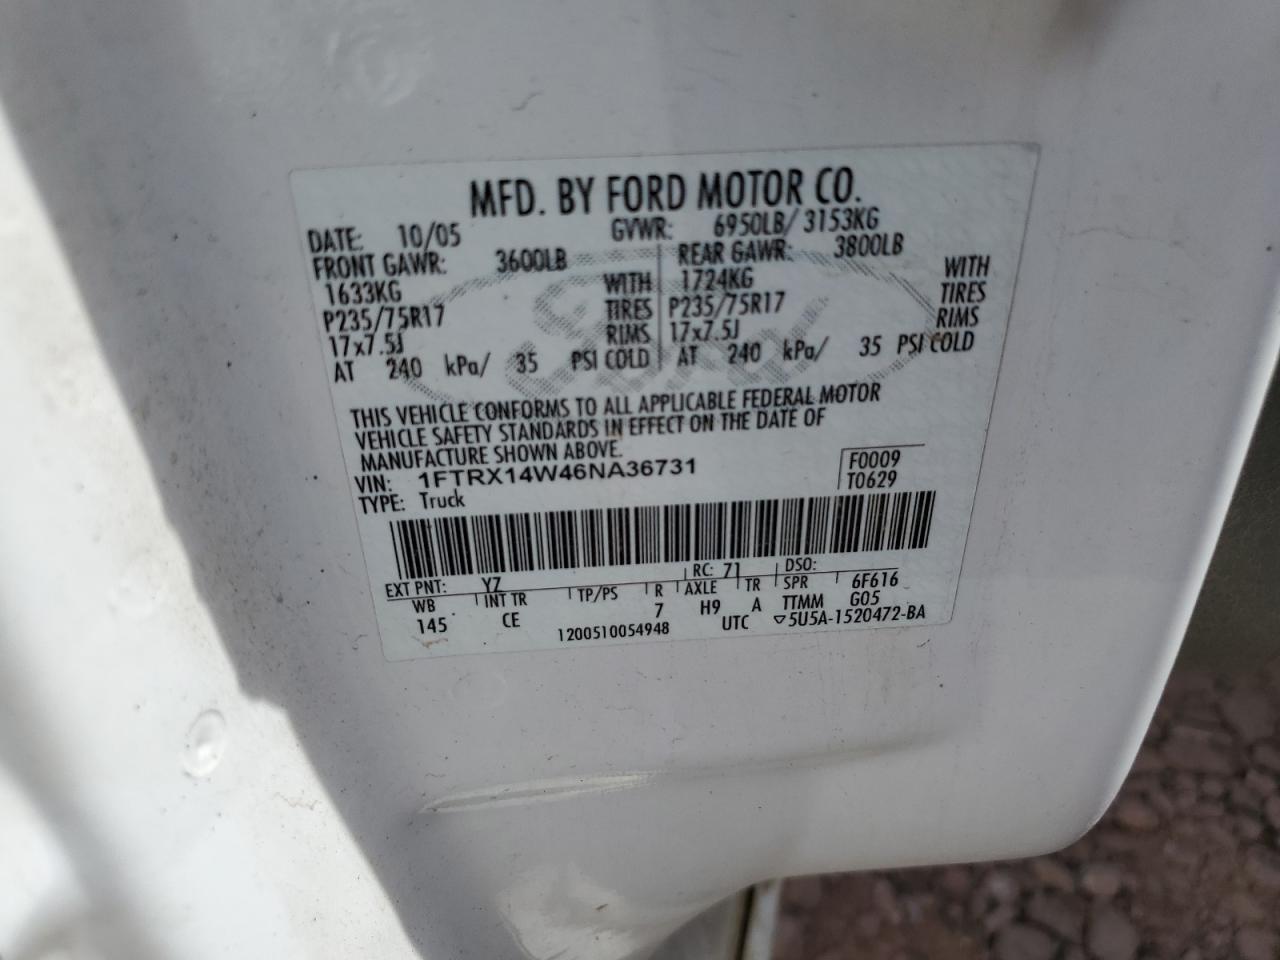 MFD. BY FORD MOTOR CO.
DATE: 10/05 GVWR: 6950LB/ 3153KG
FRONT GAWR: 3600LB REAR GAWR: 3800LB
1633KG WITH 1724KG WITH
P235/75R17 TIRES P235/75R17 TIRES
17x7.5J RIMS 17x7.5J RIMS
AT 240 kPa/ 35 PSI COLD AT 240 kPa/ 35 PSI COLD
THIS VEHICLE CONFORMS TO ALL APPLICABLE FEDERAL MOTOR
VEHICLE SAFETY STANDARDS IN EFFECT ON THE DATE OF
MANUFACTURE SHOWN ABOVE.
VIN: 1FTRX14W46NA36731 F0009
TYPE: Truck T0629
EXT PNT: YZ RC: 71 DSO:
WB INT TR TP/PS R AXLE TR SPR 6F616
145 CE 7 H9 A TTMM G05
1200510054948 UTC ▽5U5A-1520472-BA